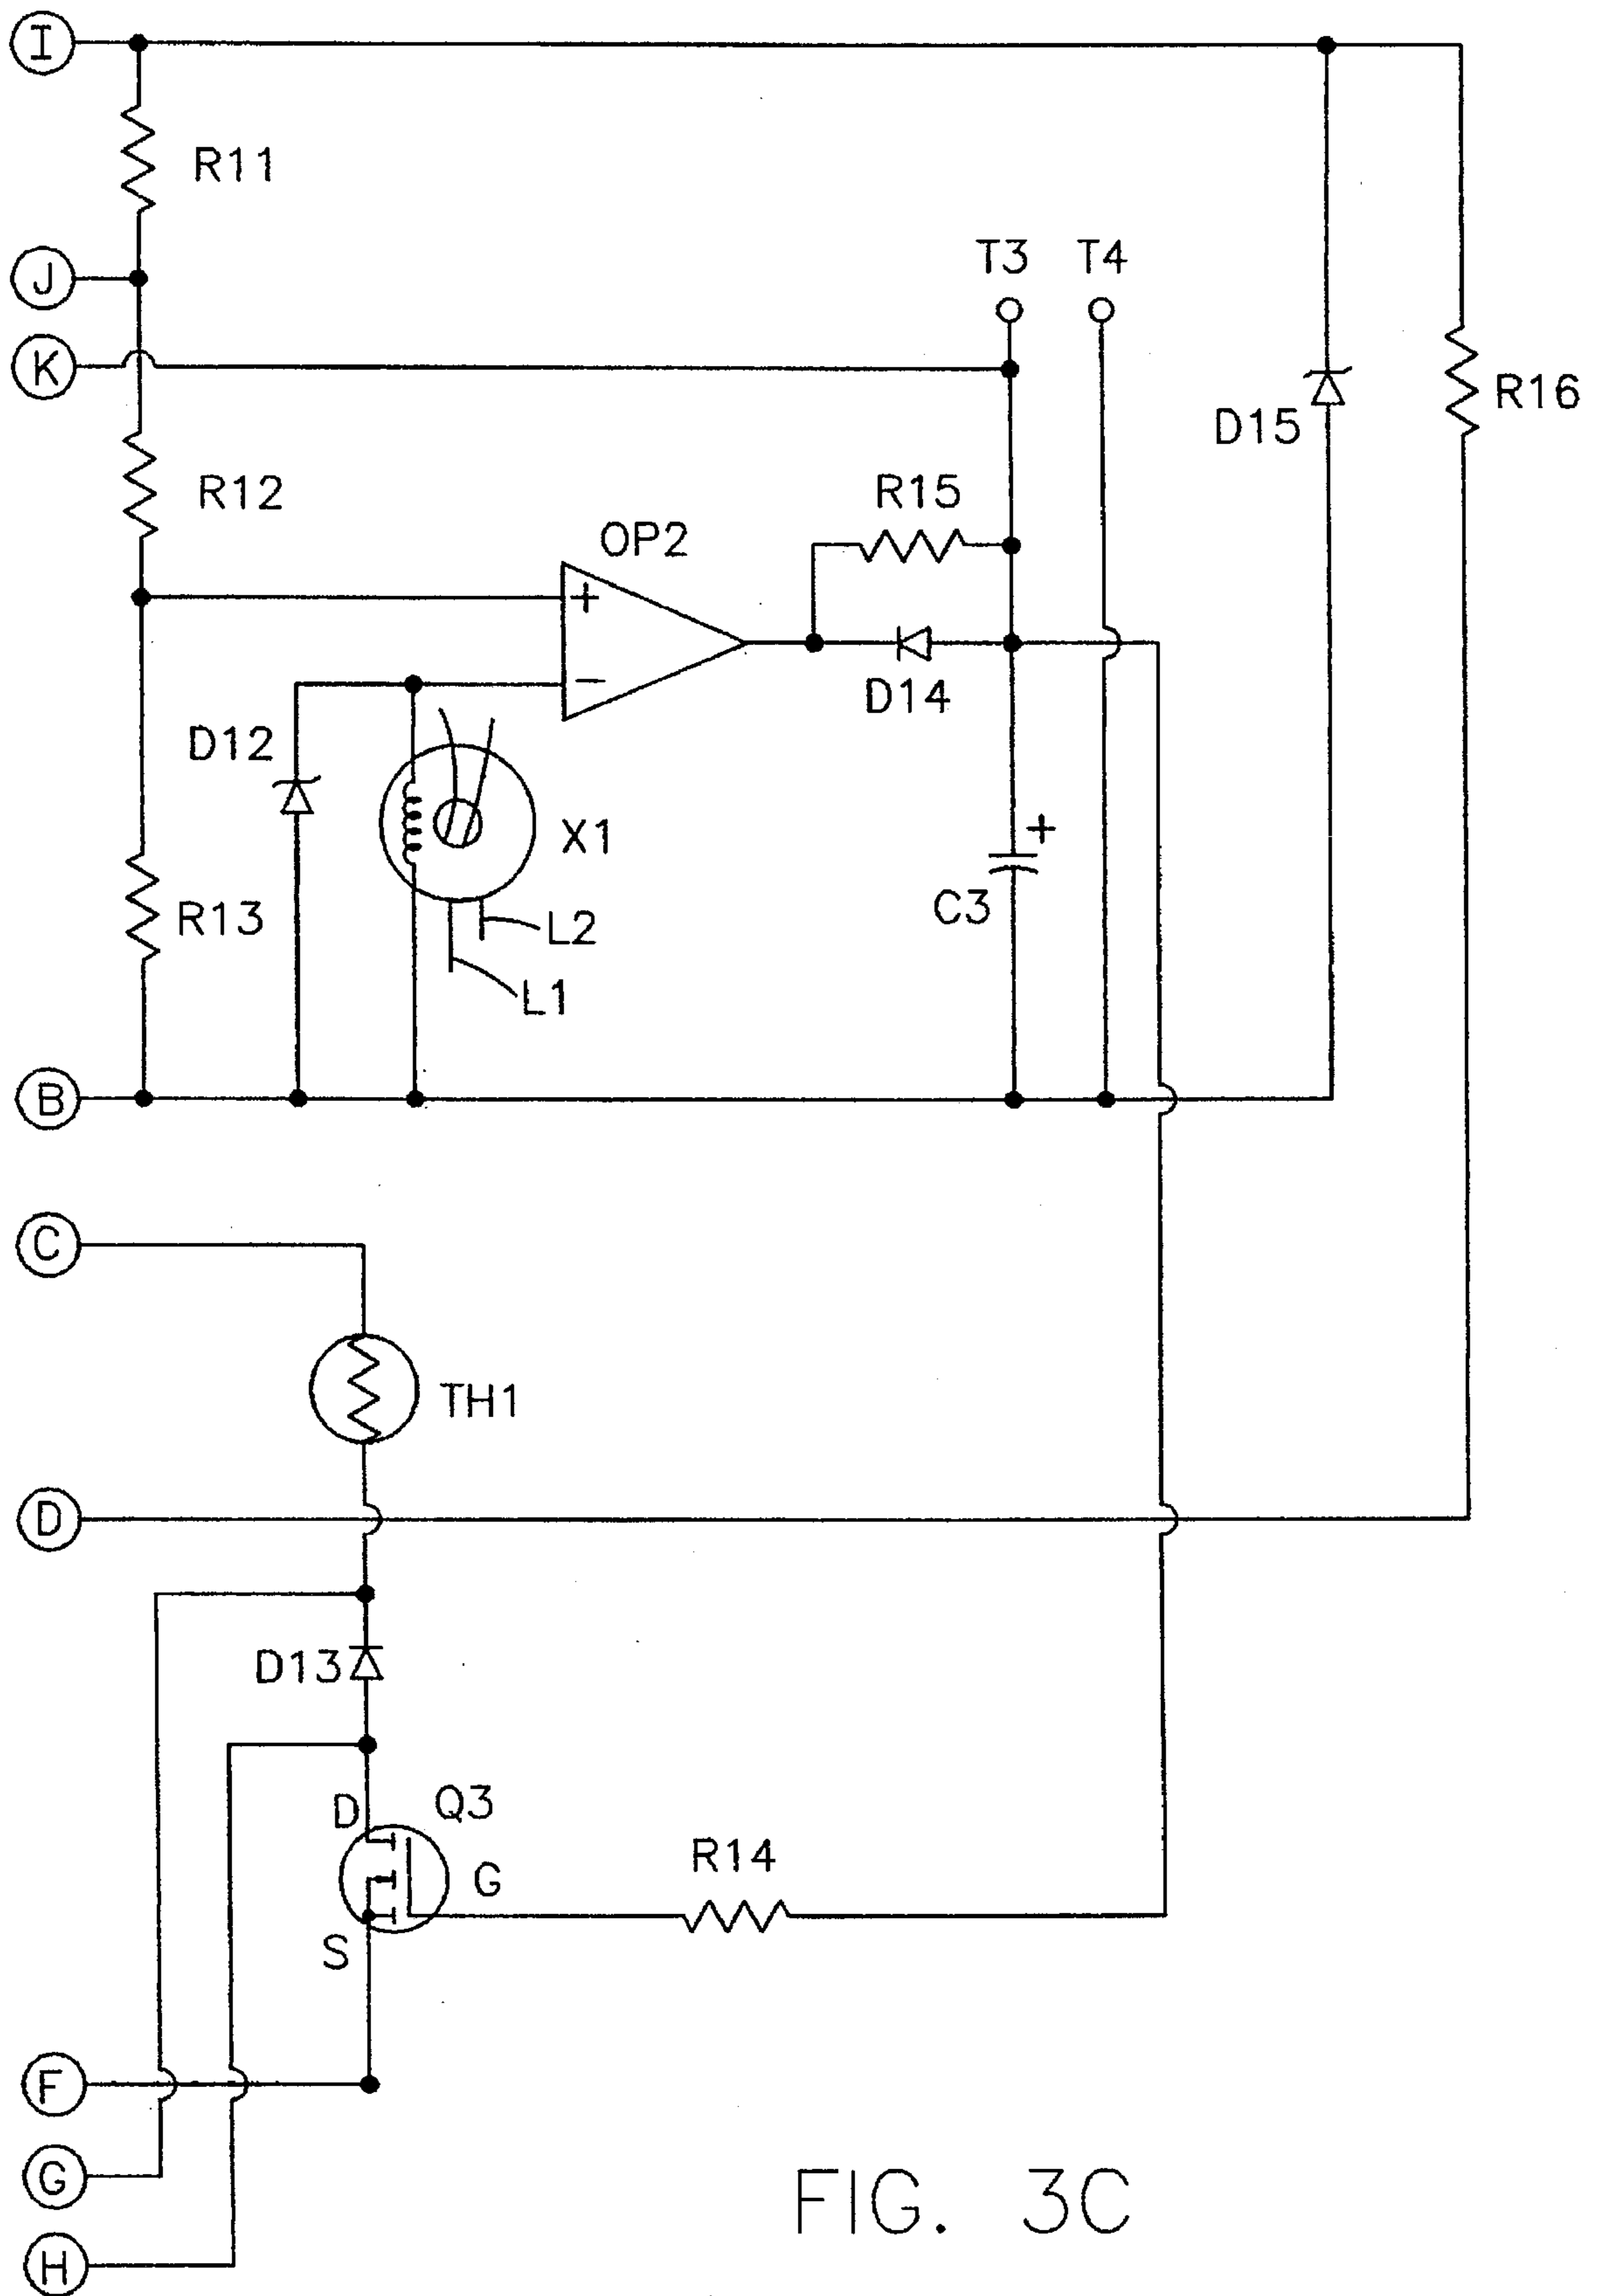 I
R11
J
T3 T4
K
R16
D15
R12
R15
OP2
+
−
D14
D12
X1
+
C3
R13
L2
L1
B
C
TH1
D
D13
D
Q3
R14
G
S
F
G
H
FIG. 3C